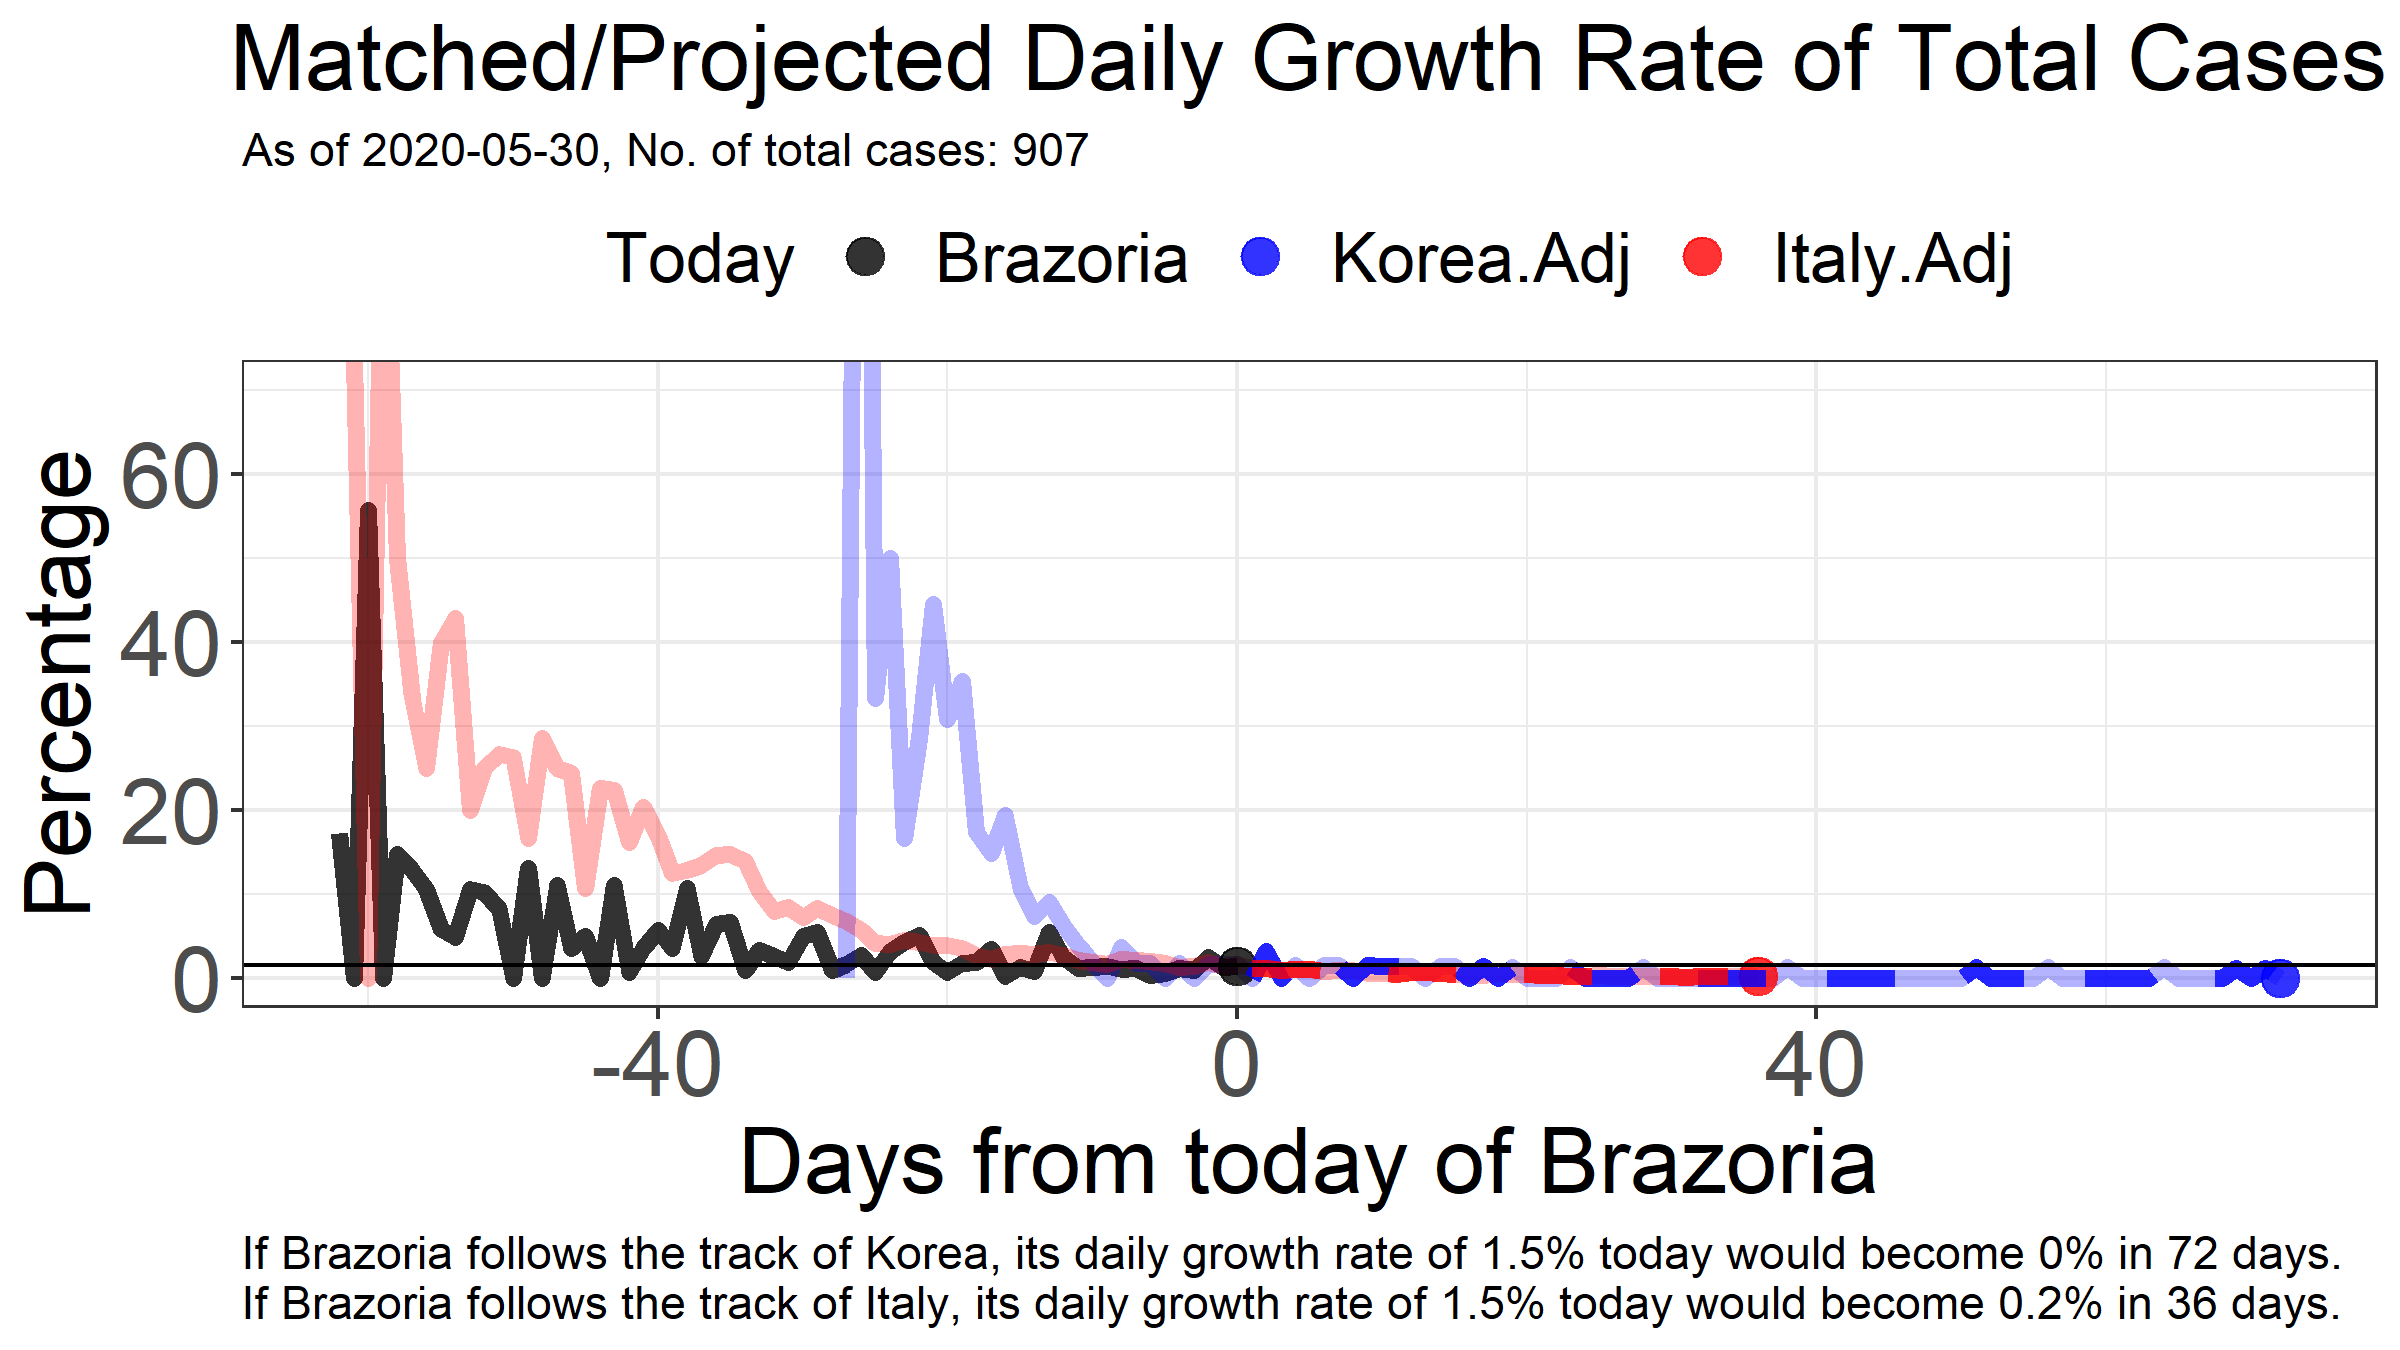 Matched/Projected Daily Growth Rate of Total Cases
As of 2020-05-30, No. of total cases: 907
Today Brazoria Korea.Adj Italy.Adj
Percentage
60
40
20
0
-40 0 40
Days from today of Brazoria
If Brazoria follows the track of Korea, its daily growth rate of 1.5% today would become 0% in 72 days.
If Brazoria follows the track of Italy, its daily growth rate of 1.5% today would become 0.2% in 36 days.